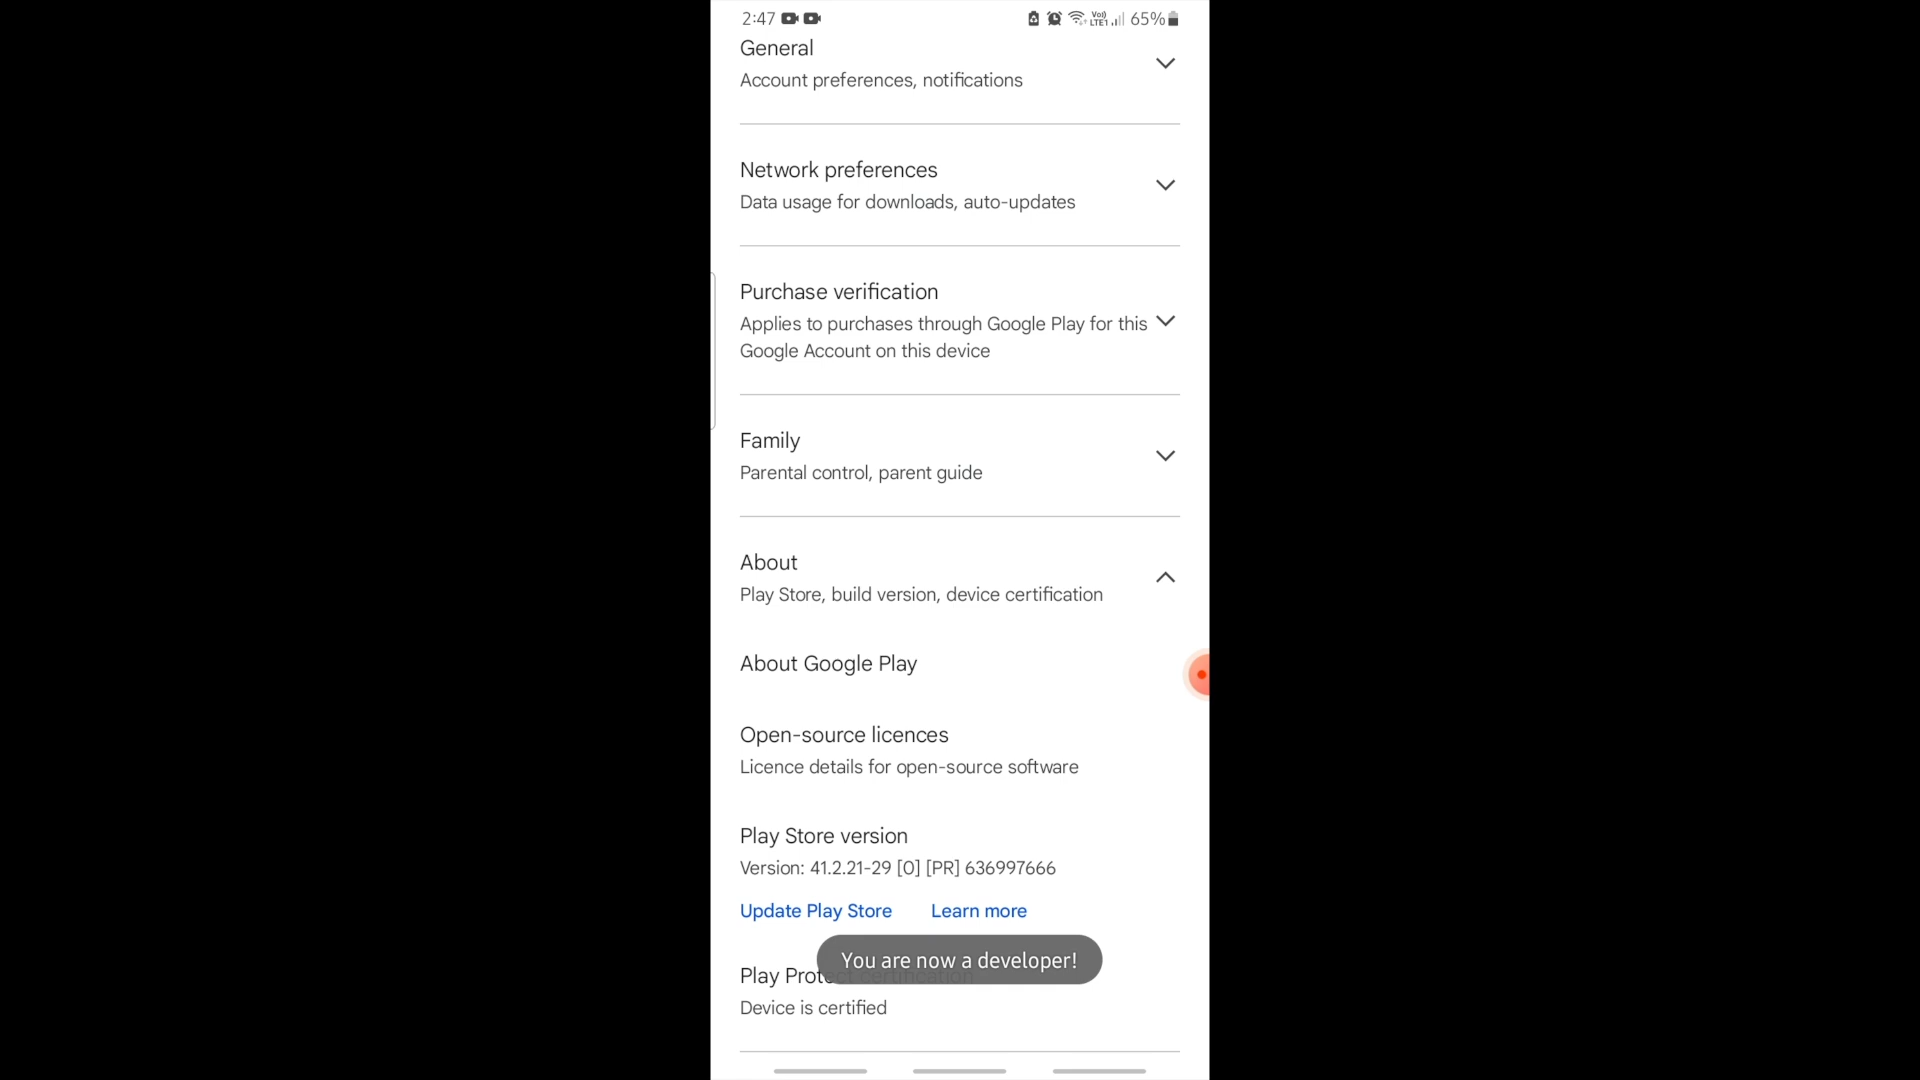 2:47 Vo) LTE1 65%
General
Account preferences, notifications
Network preferences
Data usage for downloads, auto-updates
Purchase verification
Applies to purchases through Google Play for this
Google Account on this device
Family
Parental control, parent guide
About
Play Store, build version, device certification
About Google Play
Open-source licences
Licence details for open-source software
Play Store version
Version: 41.2.21-29 [0] [PR] 636997666
Update Play Store Learn more
You are now a developer!
Play Protect certification
Device is certified